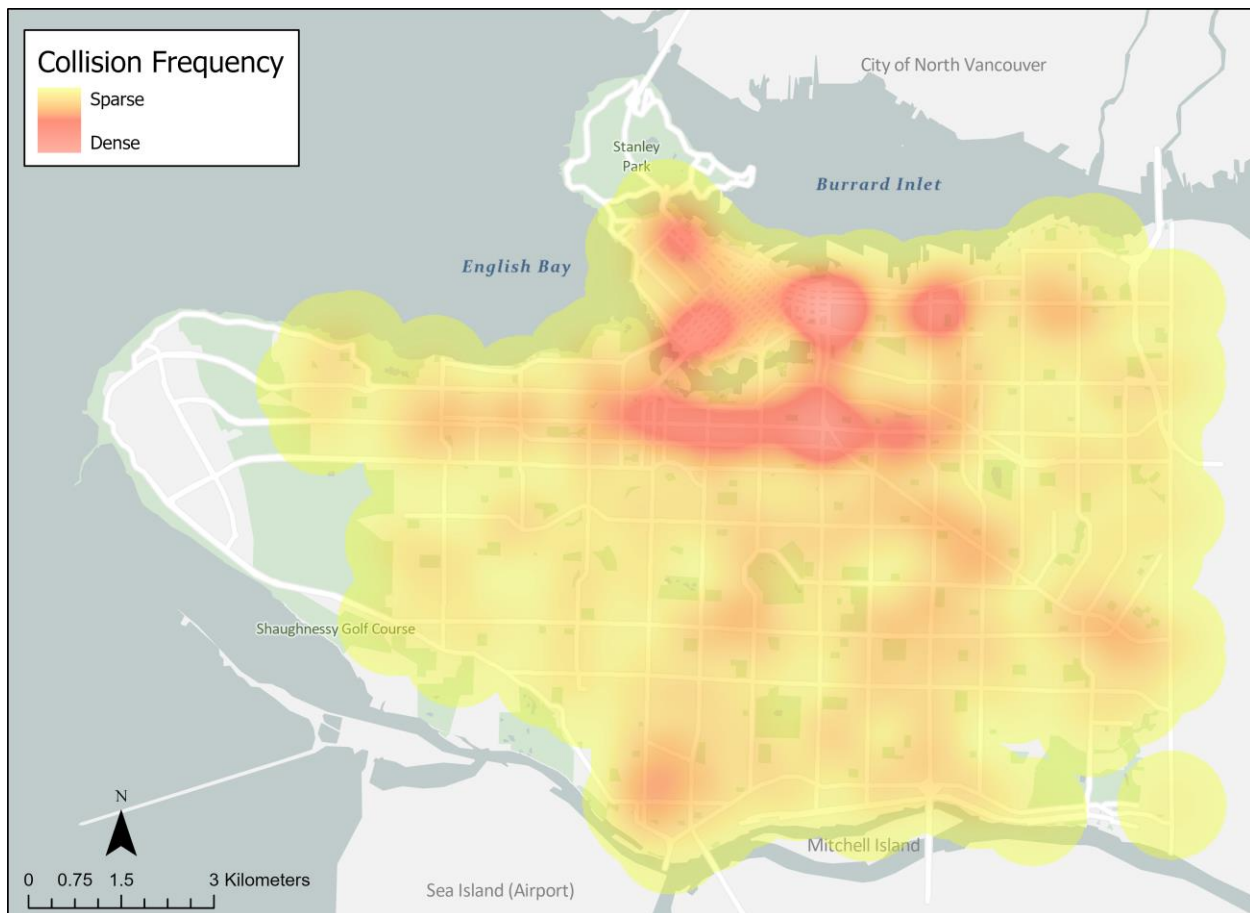 Collision Frequency
Sparse
Dense
City of North Vancouver
Stanley
Park
Burrard Inlet
English Bay
Shaughnessy Golf Course
N
Mitchell Island
0 0.75 1.5 3 Kilometers
Sea Island (Airport)